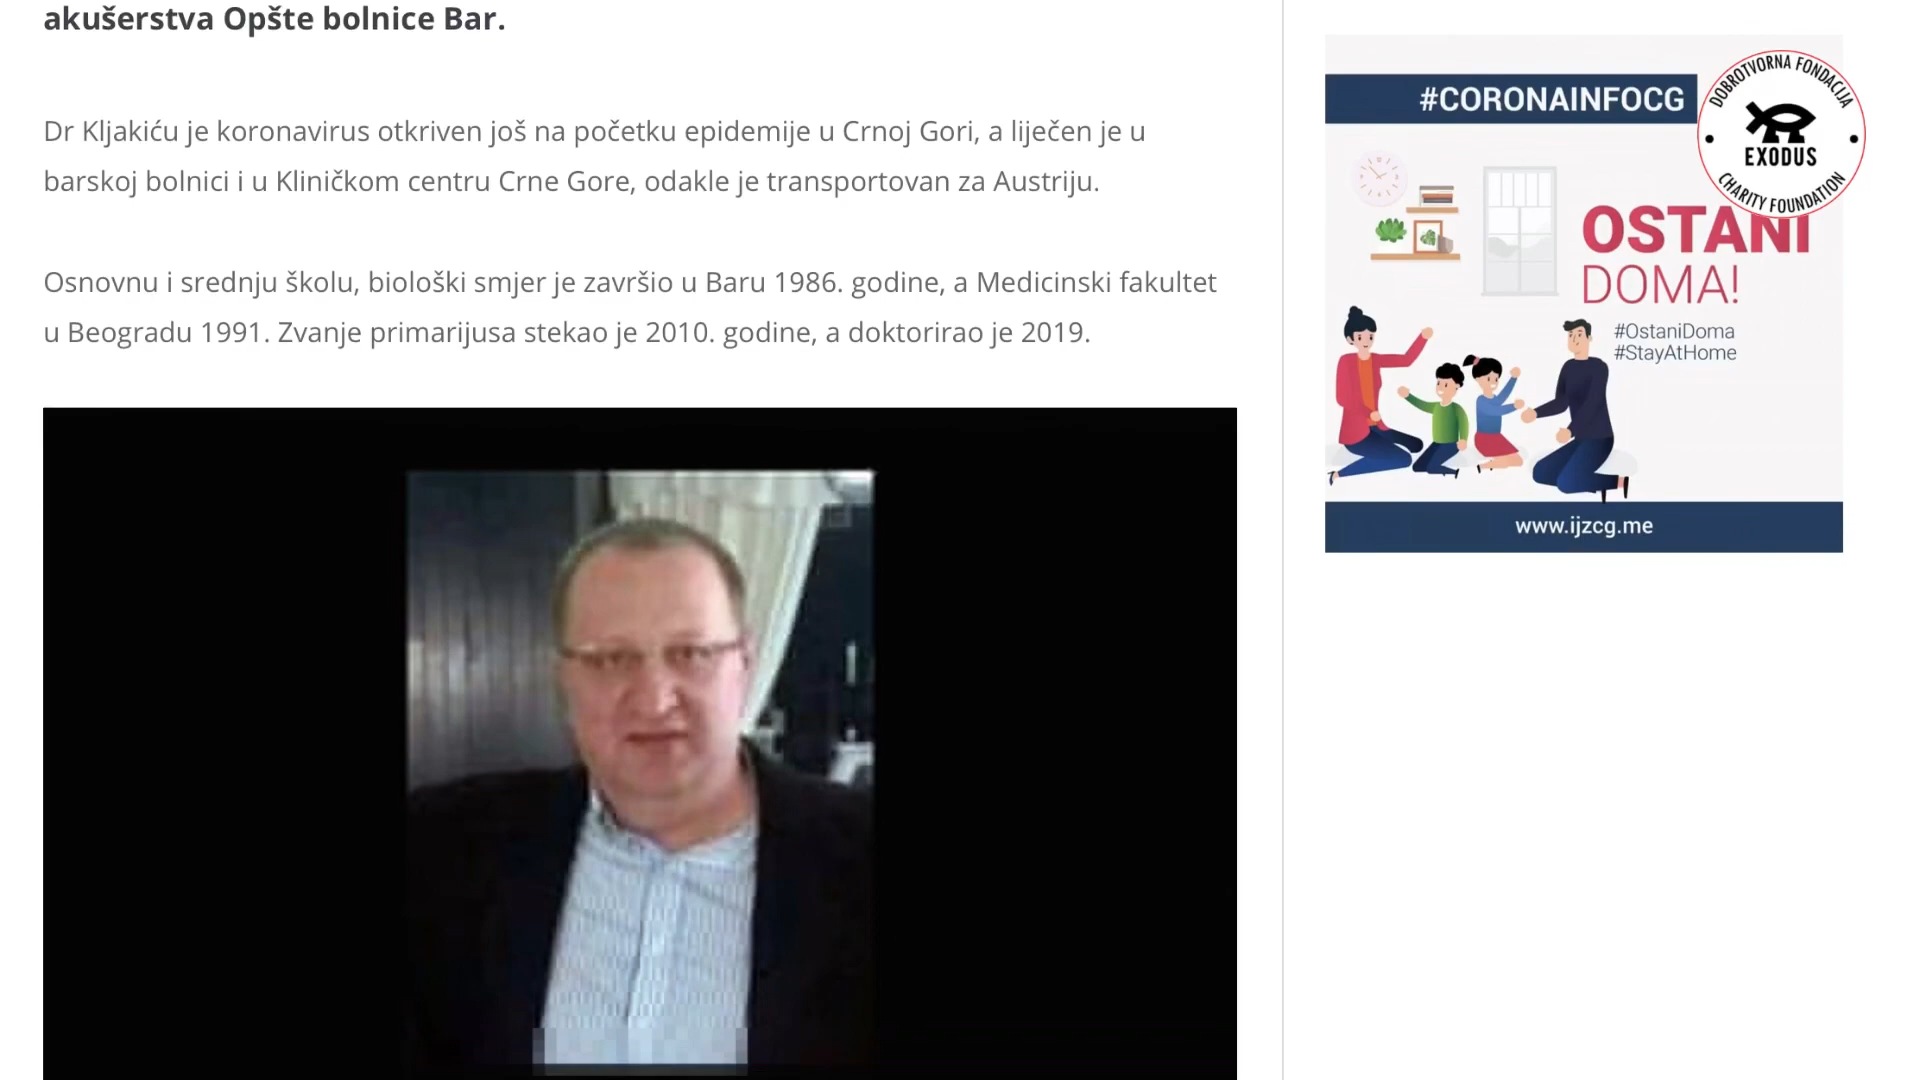 akušerstva Opšte bolnice Bar.
Dr Kljakiću je koronavirus otkriven još na početku epidemije u Crnoj Gori, a liječen je u
barskoj bolnici i u Kliničkom centru Crne Gore, odakle je transportovan za Austriju.
Osnovnu i srednju školu, biološki smjer je završio u Baru 1986. godine, a Medicinski fakultet
u Beogradu 1991. Zvanje primarijusa stekao je 2010. godine, a doktorirao je 2019.
#CORONAINFOCG
DOBROTVORNA FONDACIJA
EXODUS
CHARITY FOUNDATION
OSTANI
DOMA!
#OstaniDoma
#StayAtHome
www.ijzcg.me